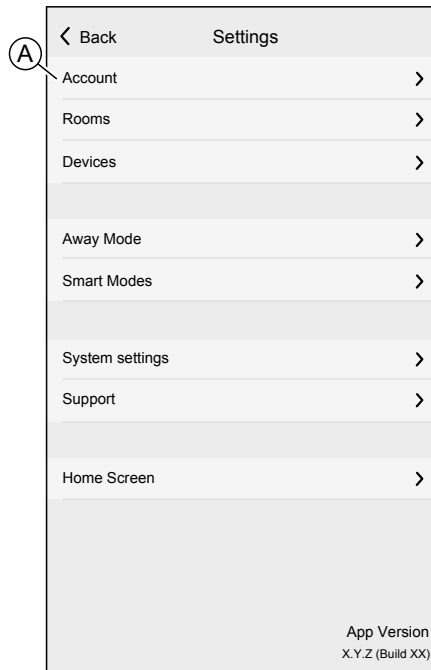 Back Settings
A
Account
Rooms
Devices
Away Mode
Smart Modes
System settings
Support
Home Screen
App Version
X.Y.Z (Build XX)